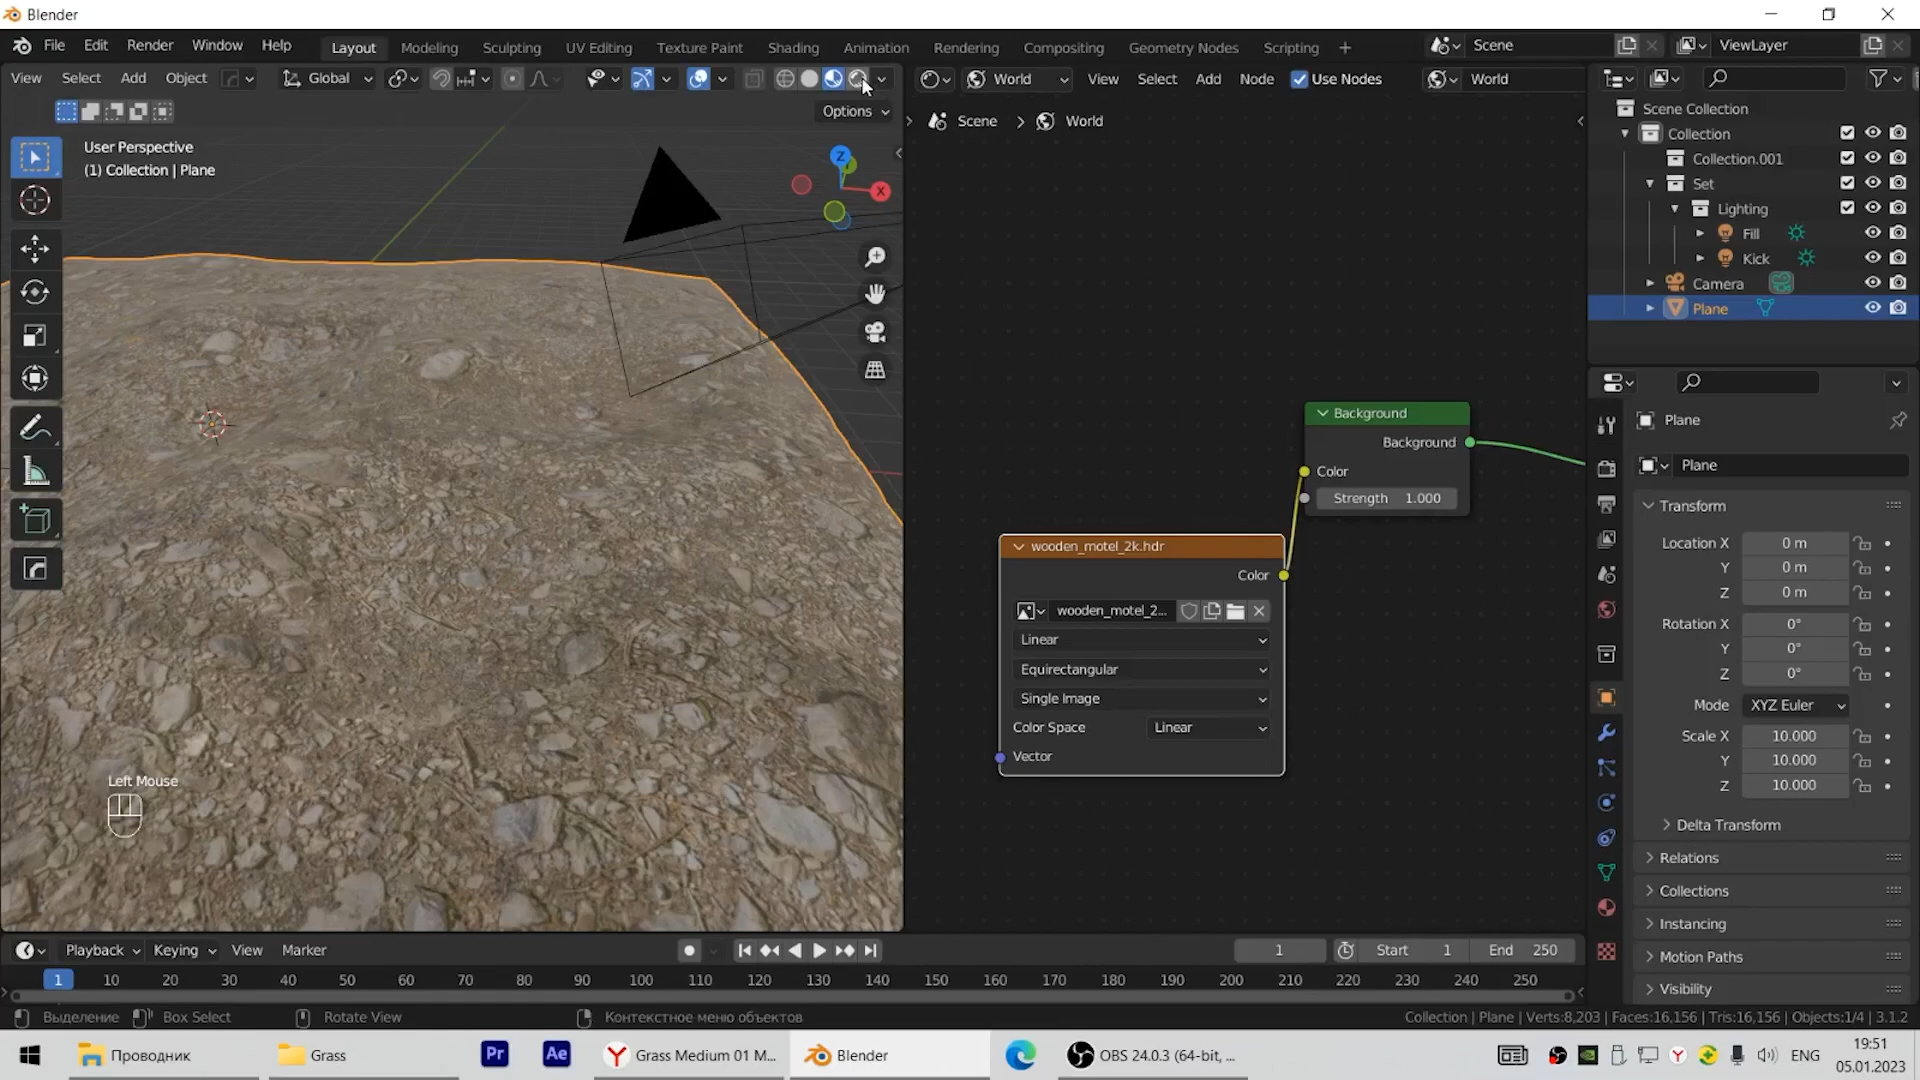 Blender
File Edit Render Window Help
Layout Modeling Sculpting UV Editing Texture Paint Shading Animation Rendering Compositing Geometry Nodes Scripting
Scene
ViewLayer
View Select Add Object
Global
World
View Select Add Node
Use Nodes
World
Options
User Perspective
(1) Collection | Plane
Z
X
Scene
World
Scene Collection
Collection
Collection.001
Set
Lighting
Fill
Kick
Camera
Plane
Background
Background
Color
Strength 1.000
wooden_motel_2k.hdr
Color
wooden_motel_2...
Linear
Equirectangular
Single Image
Color Space Linear
Vector
Left Mouse
Plane
Plane
Transform
Location X 0 m
Y 0 m
Z 0 m
Rotation X 0°
Y 0°
Z 0°
Mode XYZ Euler
Scale X 10.000
Y 10.000
Z 10.000
Delta Transform
Relations
Collections
Instancing
Motion Paths
Visibility
Playback Keying View Marker
1
Start 1
End 250
1 10 20 30 40 50 60 70 80 90 100 110 120 130 140 150 160 170 180 190 200 210 220 230 240 250
Выделение Box Select Rotate View Контекстное меню объектов
Collection | Plane | Verts:8,203 | Faces:16,156 | Tris:16,156 | Objects:1/4 | 3.1.2
Проводник
Grass
Pr
Ae
Grass Medium 01 M...
Blender
OBS 24.0.3 (64-bit, ...
ENG
19:51
05.01.2023